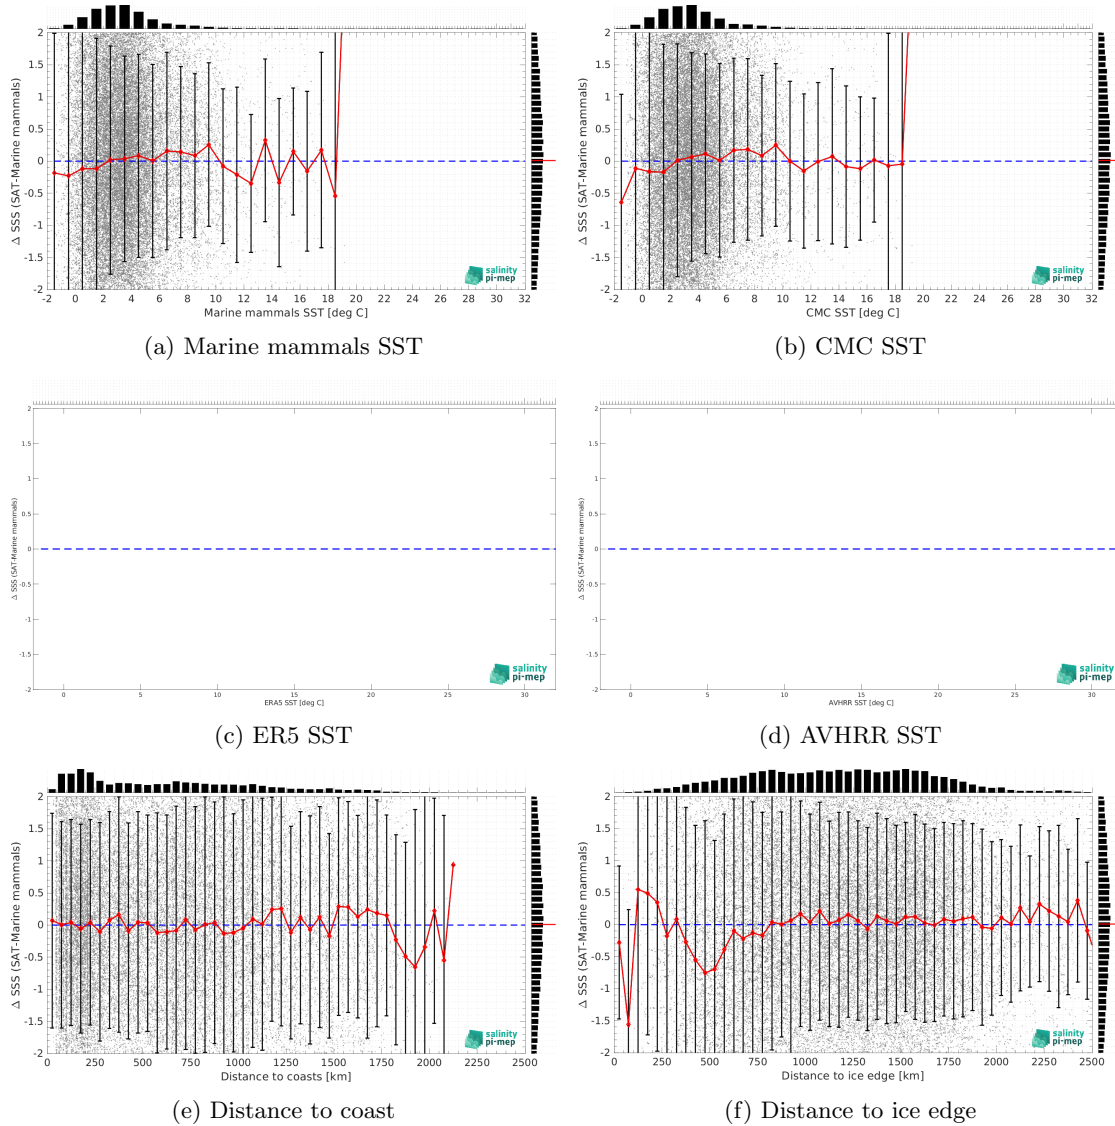 2
1.5
1
0.5
0
-0.5
-1
-1.5
-2
Δ SSS (SAT-Marine mammals)
salinity
pi-mep
-2 0 2 4 6 8 10 12 14 16 18 20 22 24 26 28 30 32
Marine mammals SST [deg C]
(a) Marine mammals SST
2
1.5
1
0.5
0
-0.5
-1
-1.5
-2
Δ SSS (SAT-Marine mammals)
salinity
pi-mep
-2 0 2 4 6 8 10 12 14 16 18 20 22 24 26 28 30 32
CMC SST [deg C]
(b) CMC SST
2
1.5
1
0.5
0
-0.5
-1
-1.5
-2
Δ SSS (SAT-Marine mammals)
salinity
pi-mep
0 5 10 15 20 25 30
ERA5 SST [deg C]
(c) ER5 SST
2
1.5
1
0.5
0
-0.5
-1
-1.5
-2
Δ SSS (SAT-Marine mammals)
salinity
pi-mep
0 5 10 15 20 25 30
AVHRR SST [deg C]
(d) AVHRR SST
2
1.5
1
0.5
0
-0.5
-1
-1.5
-2
Δ SSS (SAT-Marine mammals)
salinity
pi-mep
0 250 500 750 1000 1250 1500 1750 2000 2250 2500
Distance to coasts [km]
(e) Distance to coast
2
1.5
1
0.5
0
-0.5
-1
-1.5
-2
Δ SSS (SAT-Marine mammals)
salinity
pi-mep
0 250 500 750 1000 1250 1500 1750 2000 2250 2500
Distance to ice edge [km]
(f) Distance to ice edge